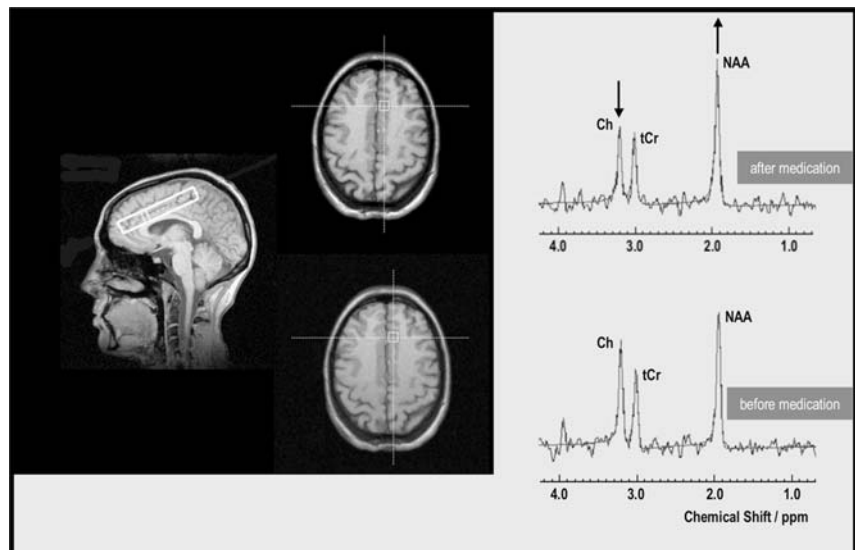 NAA
Ch
tCr
after medication
4.0 3.0 2.0 1.0
NAA
Ch
tCr
before medication
4.0 3.0 2.0 1.0
Chemical Shift / ppm